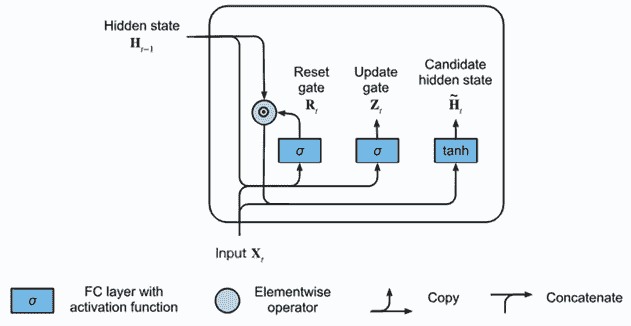 Hidden state
H_{t−1}
Reset
gate
R_t
Update
gate
Z_t
Candidate
hidden state
H̃_t
σ
σ
tanh
Input X_t
σ
FC layer with
activation function
Elementwise
operator
Copy
Concatenate